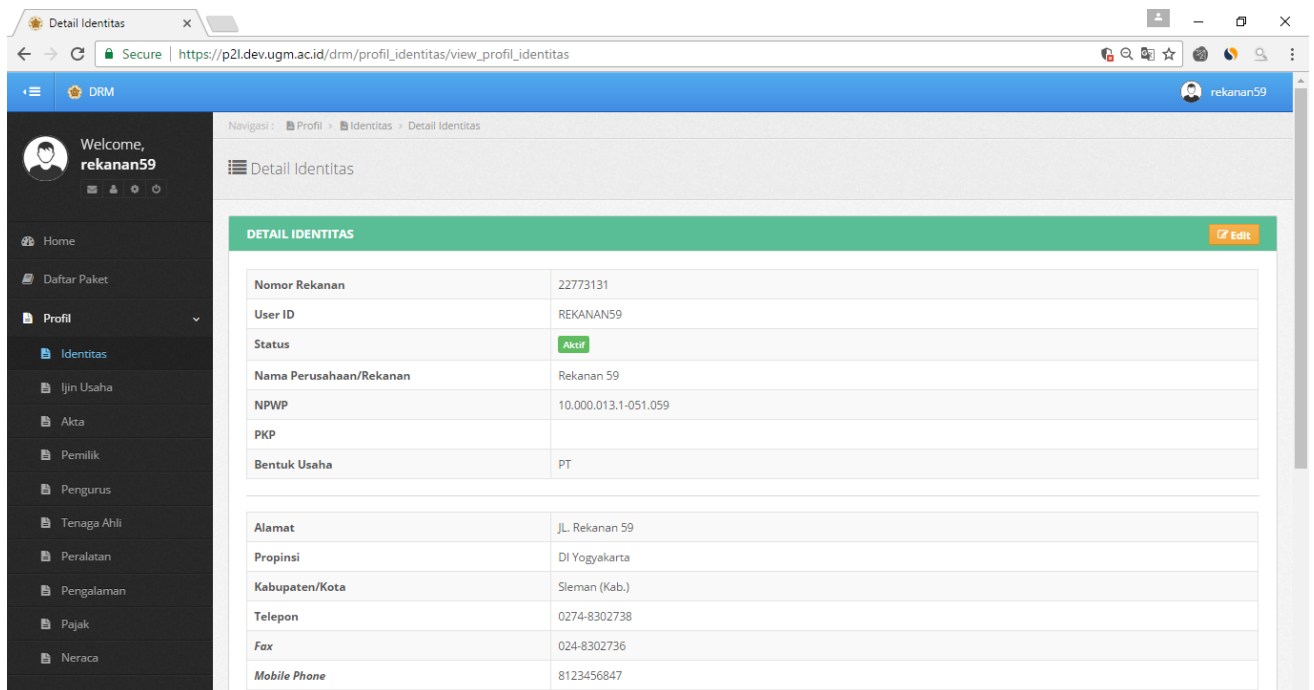 Detail Identitas
Secure | https://p2l.dev.ugm.ac.id/drm/profil_identitas/view_profil_identitas
DRM
rekanan59
Welcome,
rekanan59
Home
Daftar Paket
Profil
Identitas
Ijin Usaha
Akta
Pemilik
Pengurus
Tenaga Ahli
Peralatan
Pengalaman
Pajak
Neraca
Navigasi : Profil > Identitas > Detail Identitas
Detail Identitas
DETAIL IDENTITAS
Edit
Nomor Rekanan 22773131
User ID REKANAN59
Status Aktif
Nama Perusahaan/Rekanan Rekanan 59
NPWP 10.000.013.1-051.059
PKP
Bentuk Usaha PT
Alamat JL. Rekanan 59
Propinsi DI Yogyakarta
Kabupaten/Kota Sleman (Kab.)
Telepon 0274-8302738
Fax 024-8302736
Mobile Phone 8123456847